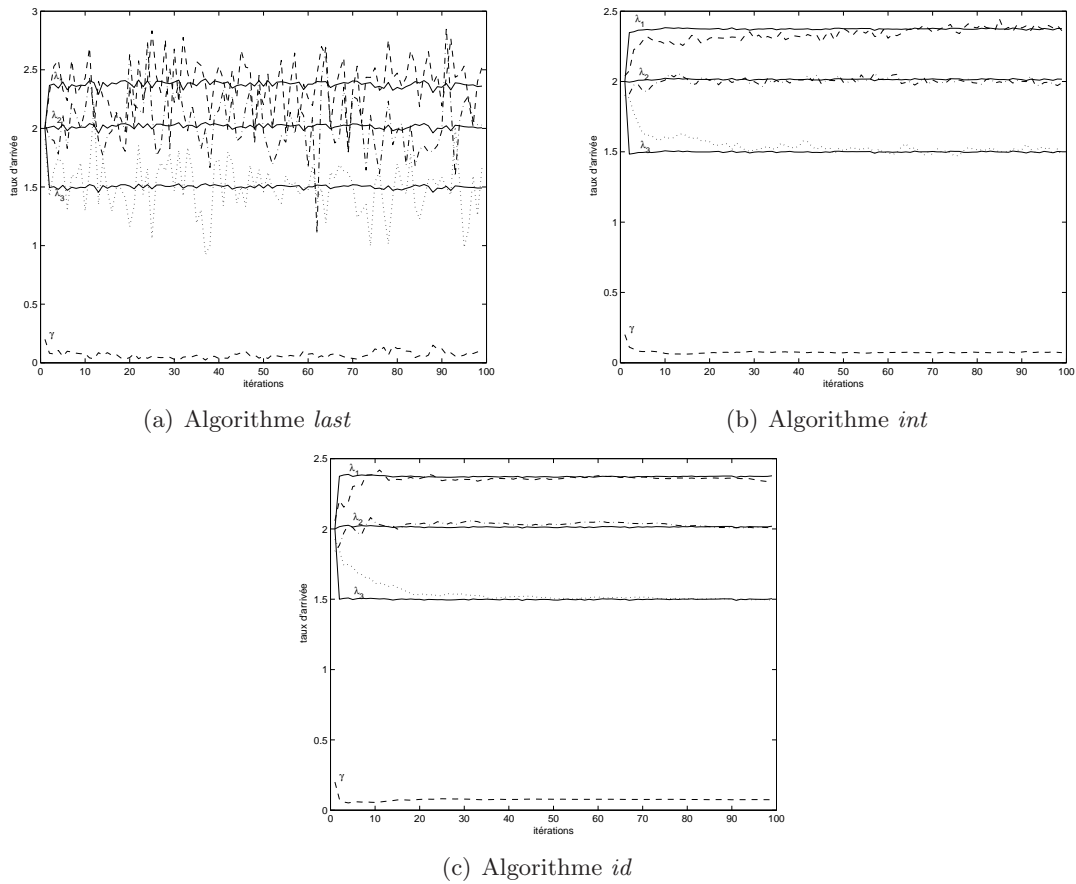 3
2.5
2
1.5
1
0.5
0
taux d'arrivée
λ2
λ3
γ
0 10 20 30 40 50 60 70 80 90 100
itérations
(a) Algorithme last
2.5
2
1.5
1
0.5
0
taux d'arrivée
λ1
λ2
λ3
γ
0 10 20 30 40 50 60 70 80 90 100
itérations
(b) Algorithme int
2.5
2
1.5
1
0.5
0
taux d'arrivée
λ1
λ2
λ3
γ
0 10 20 30 40 50 60 70 80 90 100
itérations
(c) Algorithme id